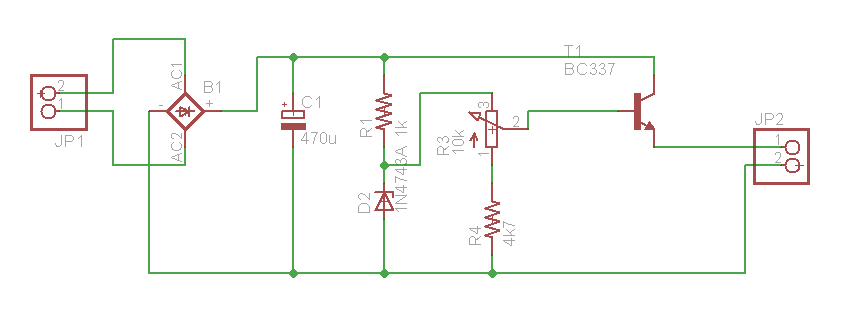 T1
BC337
AC1
B1
2
1
JP1
-
+
AC2
+
C1
470u
R1
1k
3
R3
10k
2
1
D2
1N4743A
R4
4k7
JP2
1
2